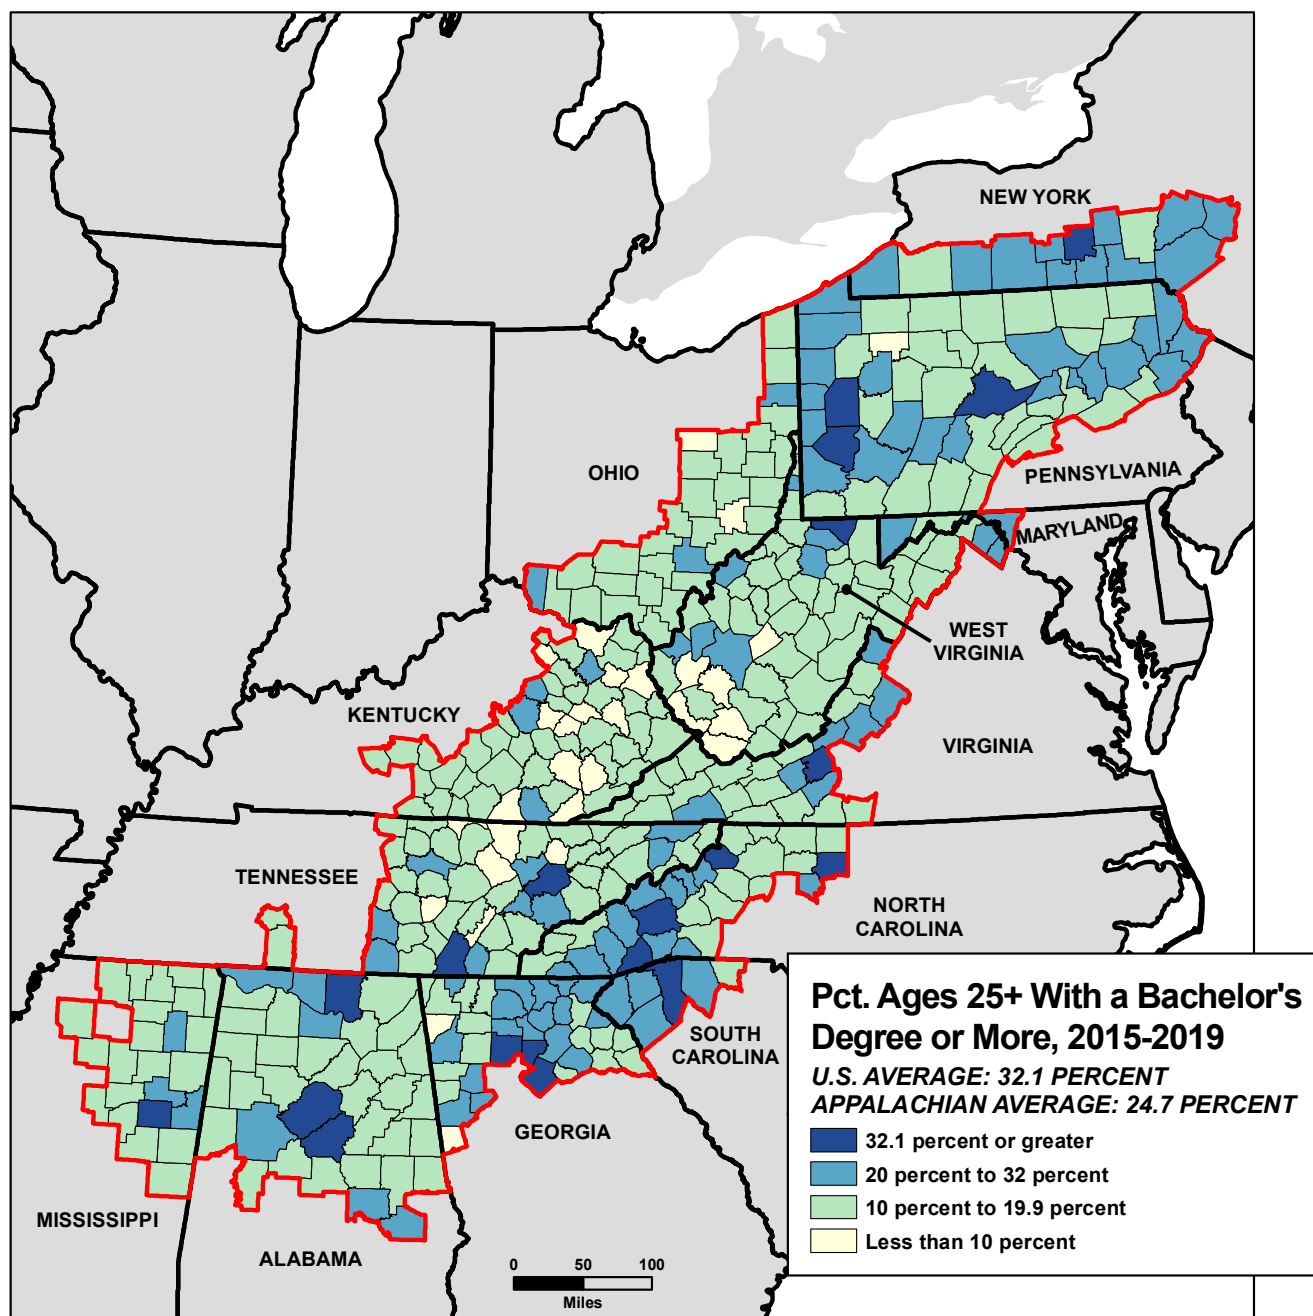 NEW YORK
OHIO
PENNSYLVANIA
MARYLAND
WEST
VIRGINIA
KENTUCKY
VIRGINIA
TENNESSEE
NORTH
CAROLINA
SOUTH
CAROLINA
GEORGIA
MISSISSIPPI
ALABAMA
0 50 100
Miles
Pct. Ages 25+ With a Bachelor's
Degree or More, 2015-2019
U.S. AVERAGE: 32.1 PERCENT
APPALACHIAN AVERAGE: 24.7 PERCENT
32.1 percent or greater
20 percent to 32 percent
10 percent to 19.9 percent
Less than 10 percent